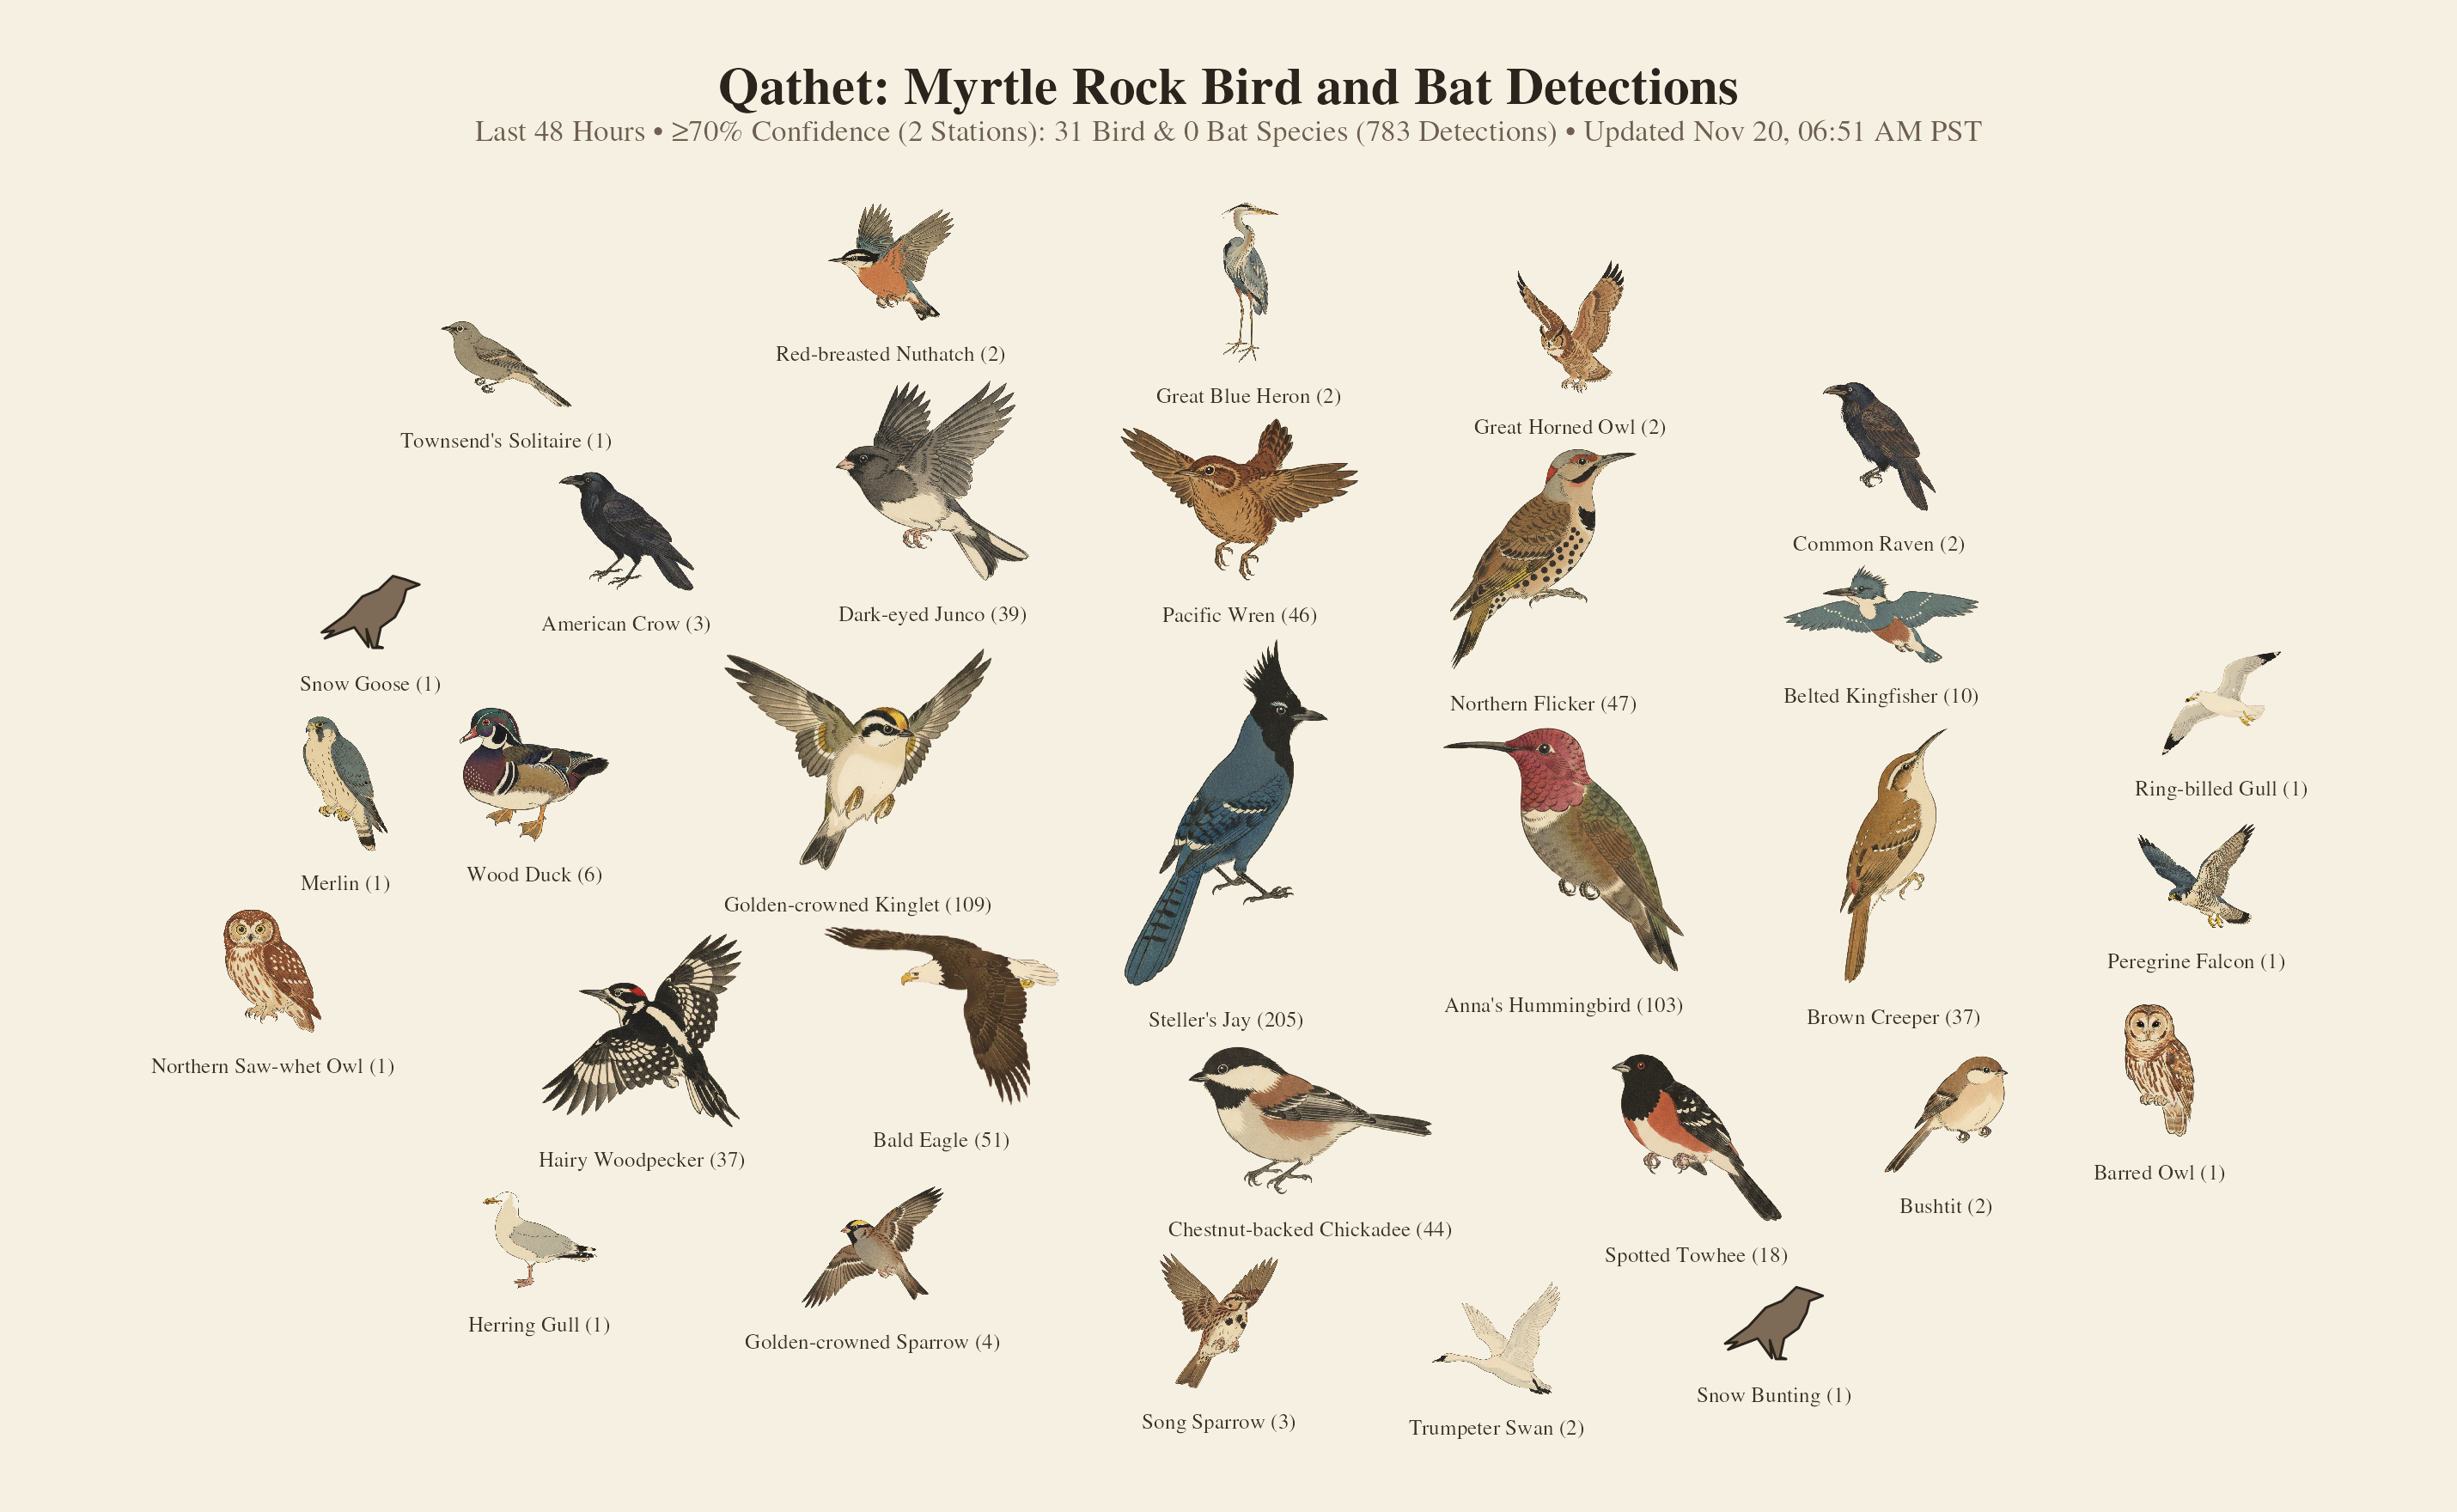 Qathet: Myrtle Rock Bird and Bat Detections
Last 48 Hours • ≥70% Confidence (2 Stations): 31 Bird & 0 Bat Species (783 Detections) • Updated Nov 20, 06:51 AM PST
Red-breasted Nuthatch (2)
Great Blue Heron (2)
Great Horned Owl (2)
Townsend's Solitaire (1)
Common Raven (2)
American Crow (3)
Dark-eyed Junco (39)
Pacific Wren (46)
Snow Goose (1)
Northern Flicker (47)
Belted Kingfisher (10)
Ring-billed Gull (1)
Merlin (1)
Wood Duck (6)
Golden-crowned Kinglet (109)
Peregrine Falcon (1)
Steller's Jay (205)
Anna's Hummingbird (103)
Brown Creeper (37)
Northern Saw-whet Owl (1)
Hairy Woodpecker (37)
Bald Eagle (51)
Barred Owl (1)
Chestnut-backed Chickadee (44)
Bushtit (2)
Spotted Towhee (18)
Herring Gull (1)
Golden-crowned Sparrow (4)
Song Sparrow (3)
Trumpeter Swan (2)
Snow Bunting (1)